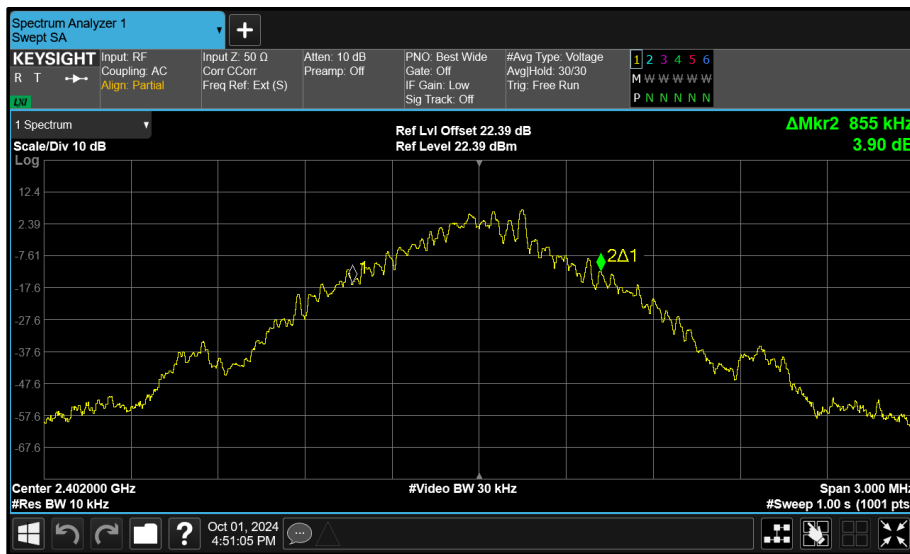 Spectrum Analyzer 1
Swept SA
+
KEYSIGHT
R T
LXI
Input: RF
Coupling: AC
Align: Partial
Input Z: 50 Ω
Corr CCorr
Freq Ref: Ext (S)
Atten: 10 dB
Preamp: Off
PNO: Best Wide
Gate: Off
IF Gain: Low
Sig Track: Off
#Avg Type: Voltage
Avg|Hold: 30/30
Trig: Free Run
1 2 3 4 5 6
M W W W W W
P N N N N N
1 Spectrum
Scale/Div 10 dB
Log
Ref Lvl Offset 22.39 dB
Ref Level 22.39 dBm
ΔMkr2 855 kHz
3.90 dB
12.4
2.39
-7.61
-17.6
-27.6
-37.6
-47.6
-57.6
-67.6
1
2Δ1
Center 2.402000 GHz
#Res BW 10 kHz
#Video BW 30 kHz
Span 3.000 MHz
#Sweep 1.00 s (1001 pts)
?
Oct 01, 2024
4:51:05 PM